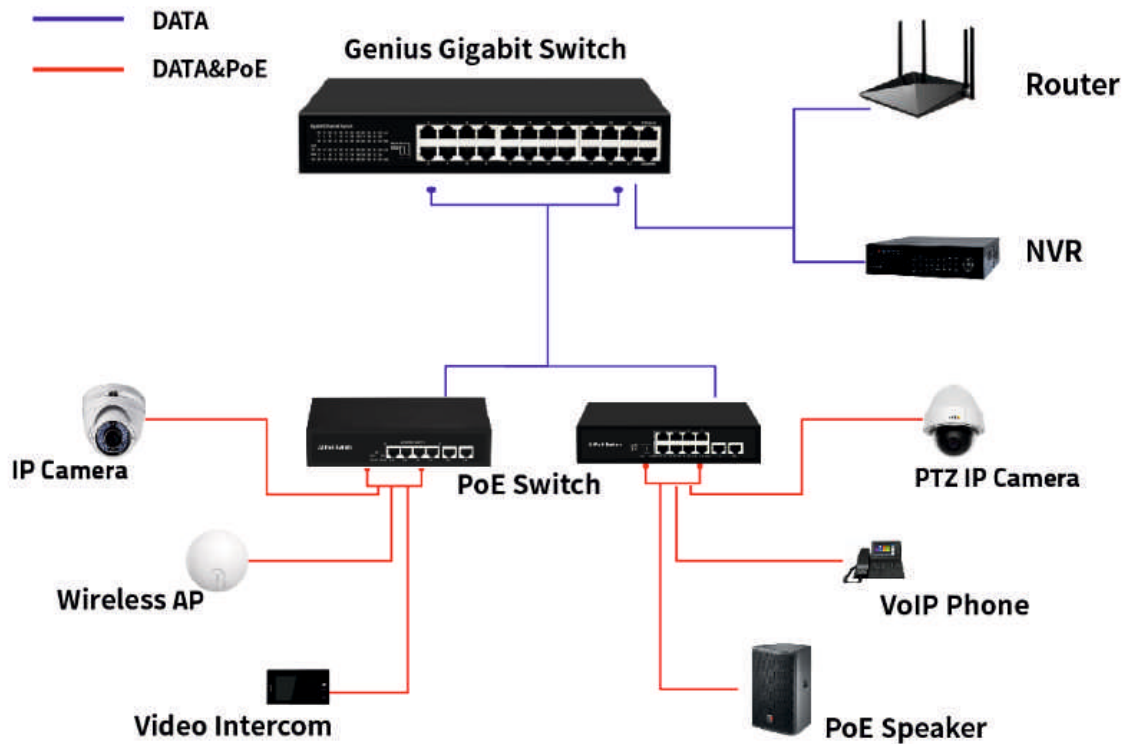 DATA
DATA&PoE
Genius Gigabit Switch
Router
NVR
IP Camera
PoE Switch
PTZ IP Camera
Wireless AP
VoIP Phone
Video Intercom
PoE Speaker